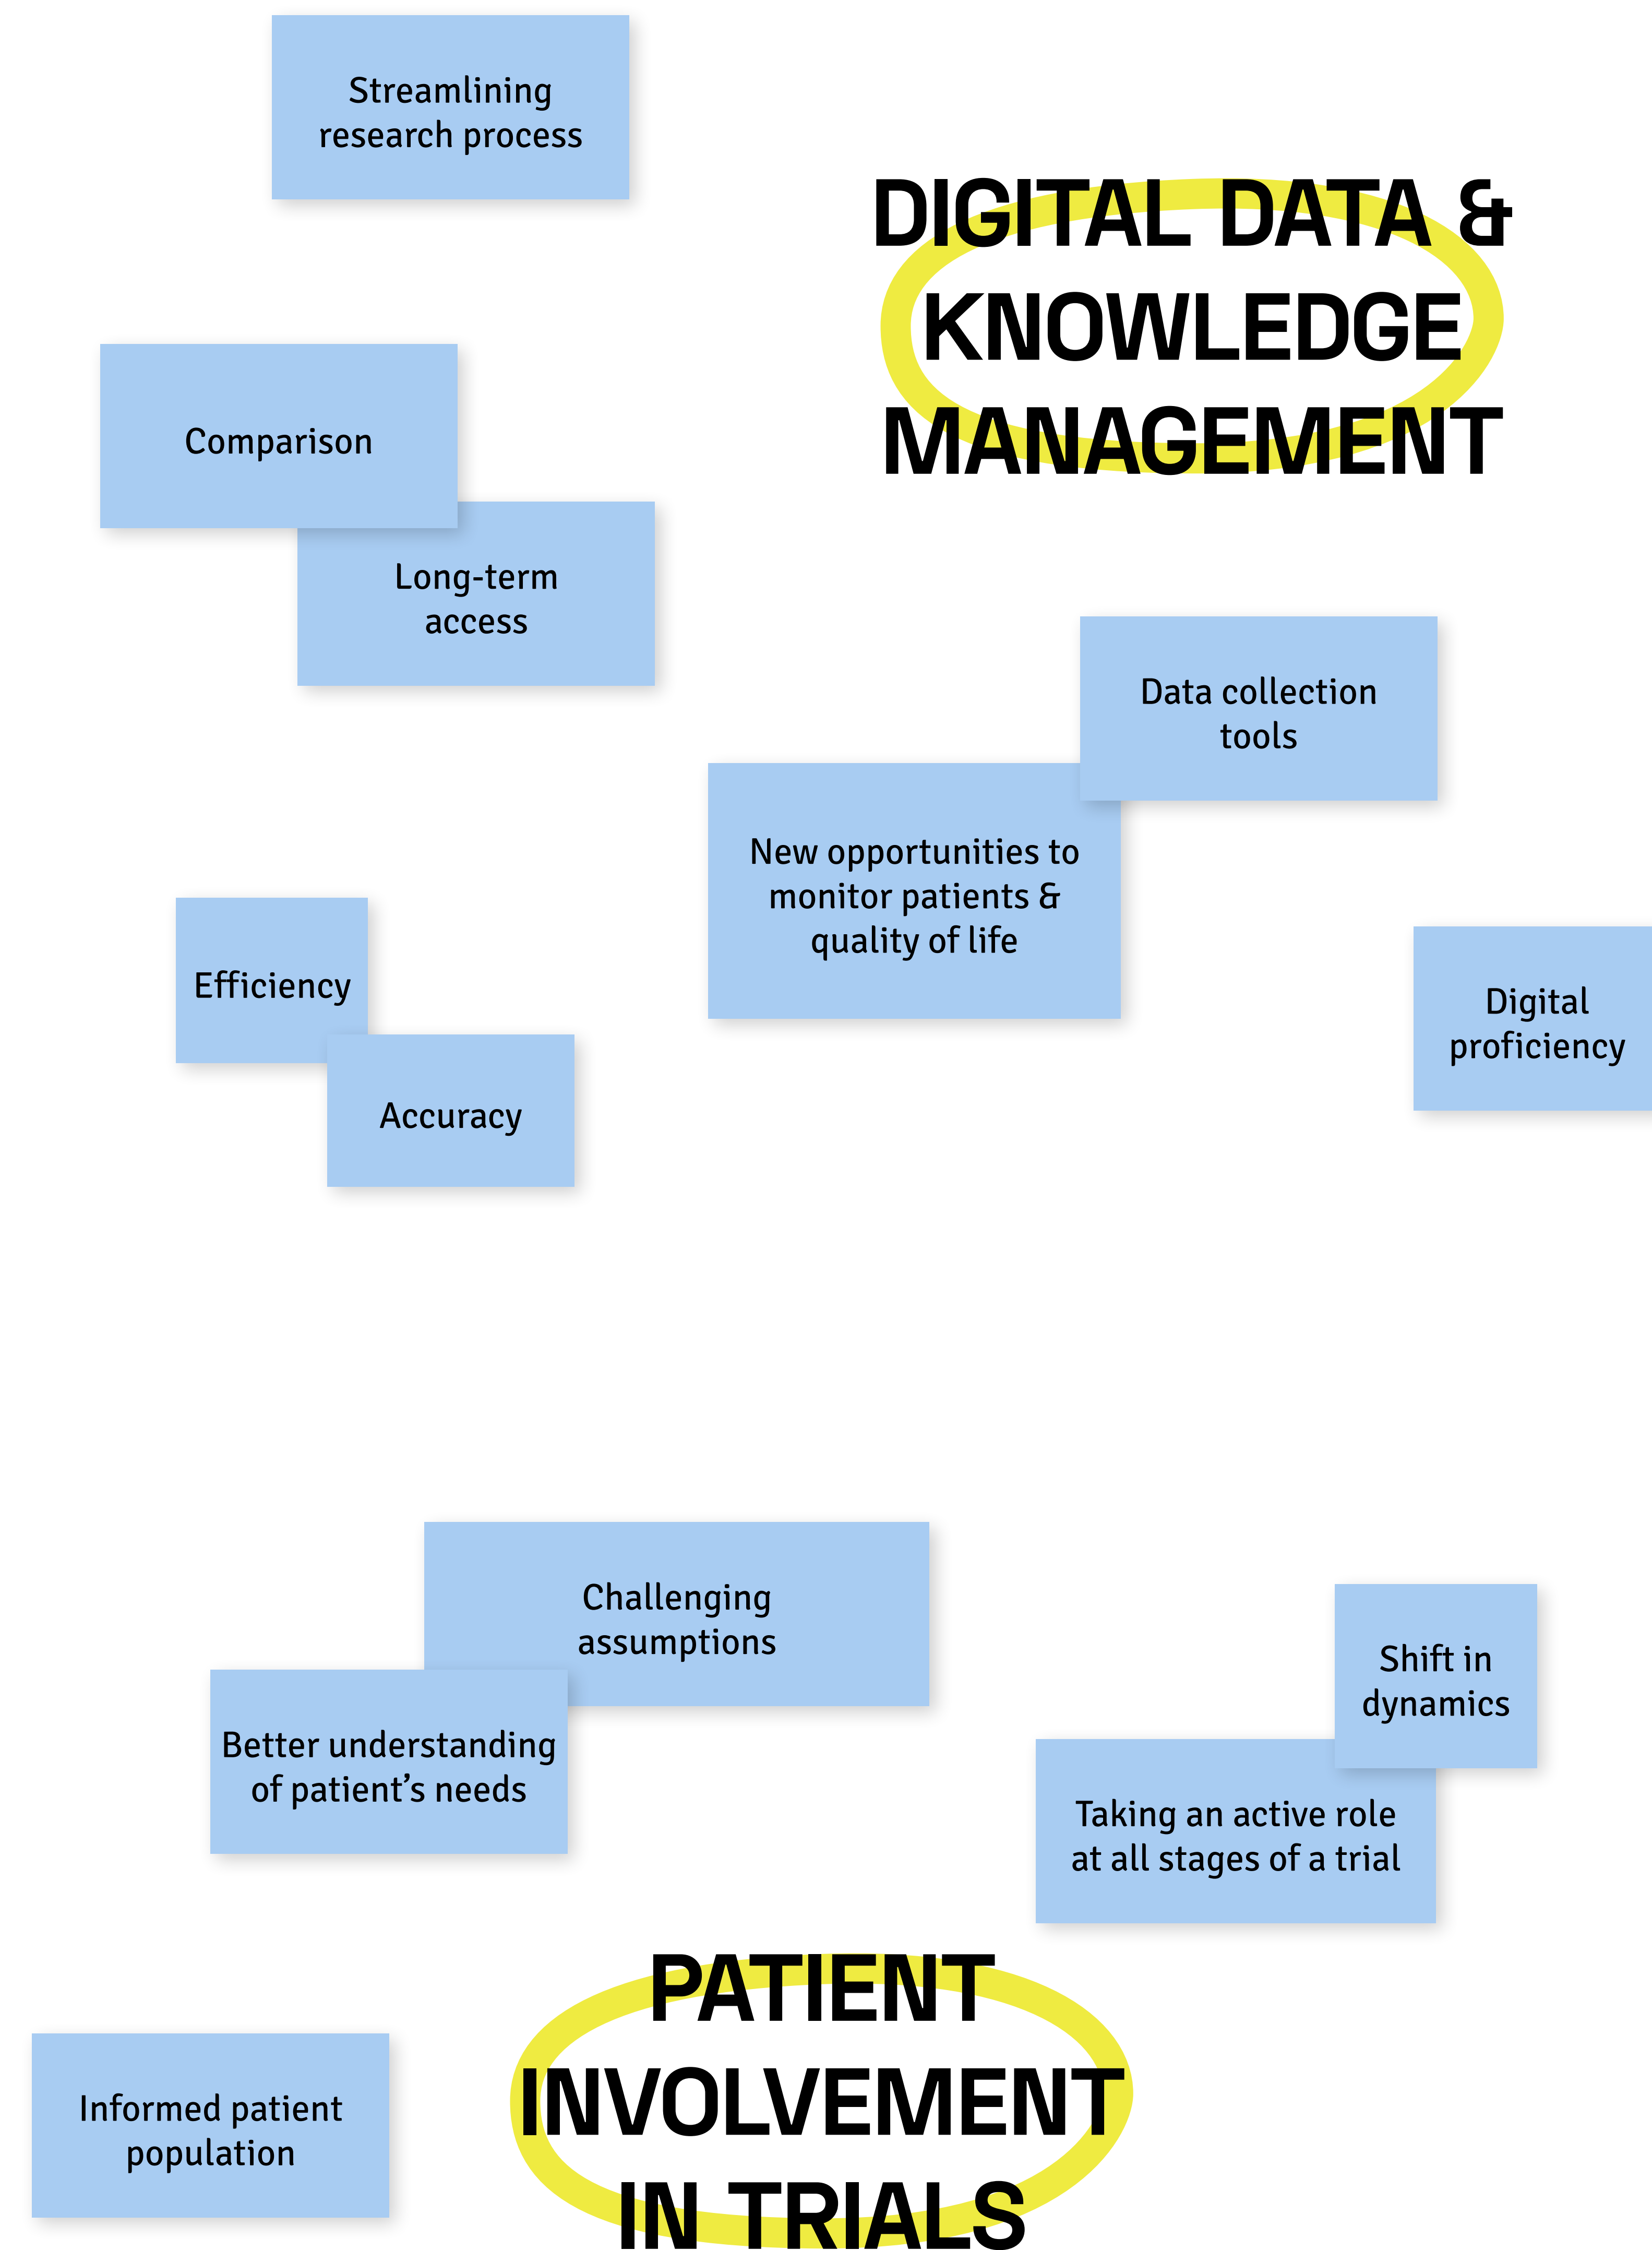 Streamlining
research process
DIGITAL DATA &
KNOWLEDGE
MANAGEMENT
Comparison
Long-term
access
Data collection
tools
New opportunities to
monitor patients &
quality of life
Efficiency
Accuracy
Digital
proficiency
Challenging
assumptions
Better understanding
of patient’s needs
Shift in
dynamics
Taking an active role
at all stages of a trial
PATIENT
INVOLVEMENT
IN TRIALS
Informed patient
population